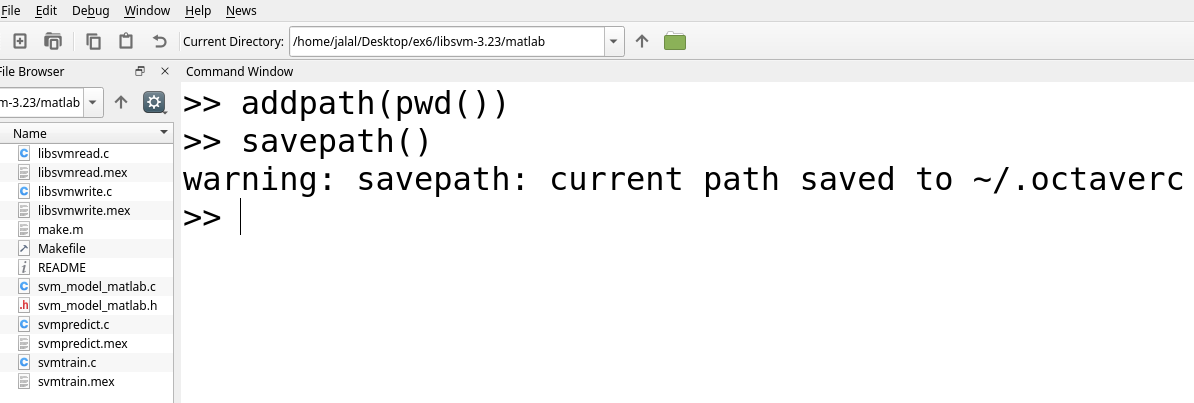 File Edit Debug Window Help News
Current Directory: /home/jalal/Desktop/ex6/libsvm-3.23/matlab
File Browser
Command Window
m-3.23/matlab
>> addpath(pwd())
>> savepath()
warning: savepath: current path saved to ~/.octaverc
>>
Name
libsvmread.c
libsvmread.mex
libsvmwrite.c
libsvmwrite.mex
make.m
Makefile
README
svm_model_matlab.c
svm_model_matlab.h
svmpredict.c
svmpredict.mex
svmtrain.c
svmtrain.mex